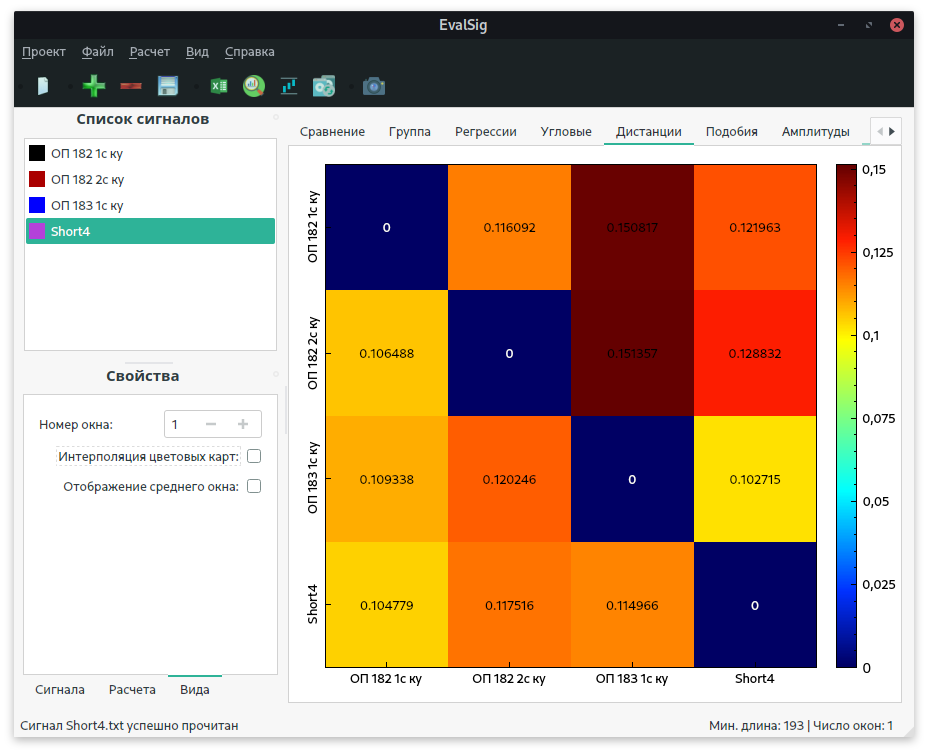 EvalSig
Проект Файл Расчет Вид Справка
Список сигналов
ОП 182 1с ку
ОП 182 2с ку
ОП 183 1с ку
Short4
Свойства
Номер окна: 1
Интерполяция цветовых карт:
Отображение среднего окна:
Сигнала Расчета Вида
Сравнение Группа Регрессии Угловые Дистанции Подобия Амплитуды
ОП 182 1с ку
0 0.116092 0.150817 0.121963
ОП 182 2с ку
0.106488 0 0.151357 0.128832
ОП 183 1с ку
0.109338 0.120246 0 0.102715
Short4
0.104779 0.117516 0.114966 0
ОП 182 1с ку ОП 182 2с ку ОП 183 1с ку Short4
0,15
0,125
0,1
0,075
0,05
0,025
0
Сигнал Short4.txt успешно прочитан
Мин. длина: 193 | Число окон: 1